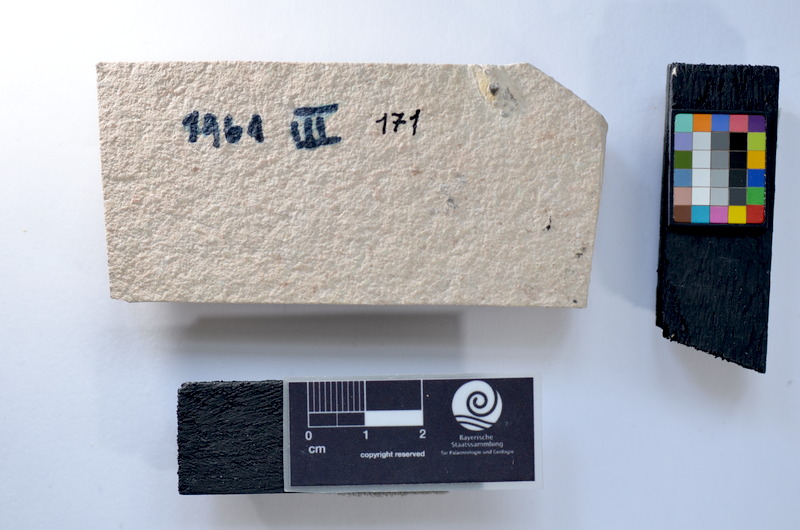 1961 III 171
0 1 2
cm
copyright reserved
Bayerische
Staatssammlung
für Paläontologie und Geologie